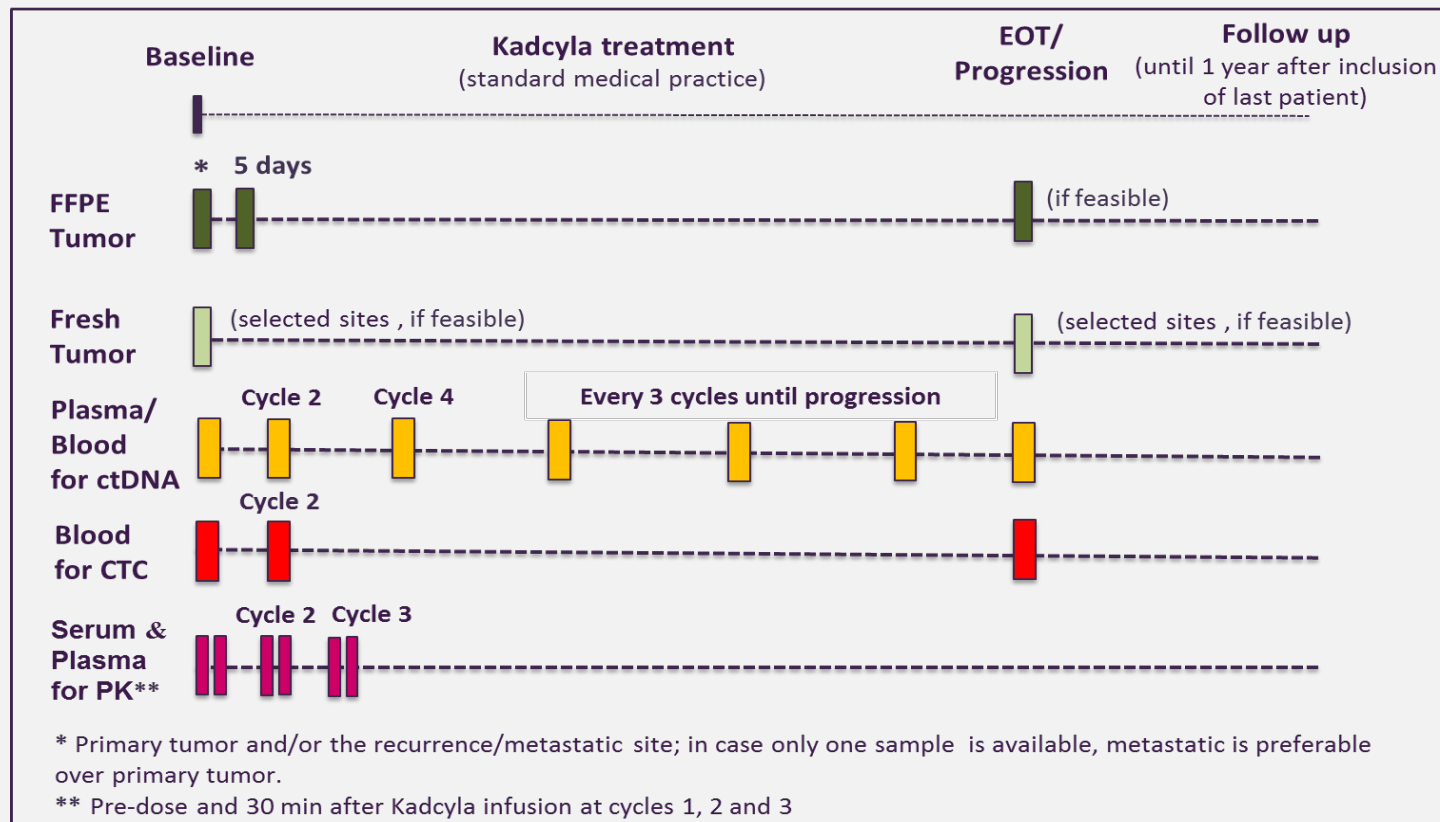 Baseline
Kadcyla treatment
(standard medical practice)
EOT/
Progression
Follow up
(until 1 year after inclusion
of last patient)
* 5 days
FFPE
Tumor
(if feasible)
Fresh
Tumor
(selected sites , if feasible)
(selected sites , if feasible)
Plasma/
Blood
for ctDNA
Cycle 2
Cycle 4
Every 3 cycles until progression
Blood
for CTC
Cycle 2
Serum &
Plasma
for PK**
Cycle 2
Cycle 3
* Primary tumor and/or the recurrence/metastatic site; in case only one sample is available, metastatic is preferable
over primary tumor.
** Pre-dose and 30 min after Kadcyla infusion at cycles 1, 2 and 3